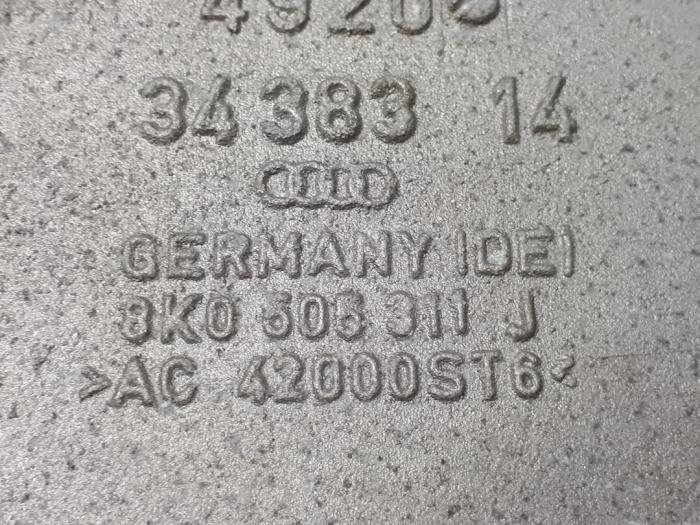 34 383 14
GERMANY (DE)
8K0 505 311 J
>AC 42000ST6<